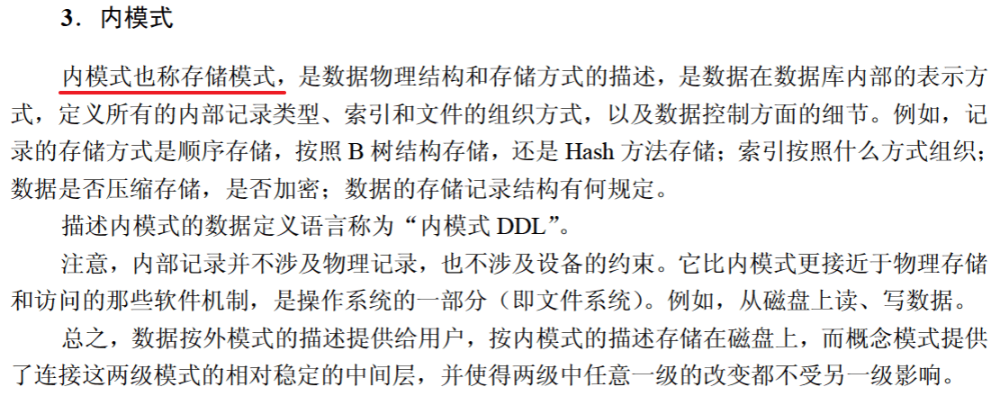 3．内模式
内模式也称存储模式，是数据物理结构和存储方式的描述，是数据在数据库内部的表示方
式，定义所有的内部记录类型、索引和文件的组织方式，以及数据控制方面的细节。例如，记
录的存储方式是顺序存储，按照 B 树结构存储，还是 Hash 方法存储；索引按照什么方式组织；
数据是否压缩存储，是否加密；数据的存储记录结构有何规定。
描述内模式的数据定义语言称为“内模式 DDL”。
注意，内部记录并不涉及物理记录，也不涉及设备的约束。它比内模式更接近于物理存储
和访问的那些软件机制，是操作系统的一部分（即文件系统）。例如，从磁盘上读、写数据。
总之，数据按外模式的描述提供给用户，按内模式的描述存储在磁盘上，而概念模式提供
了连接这两级模式的相对稳定的中间层，并使得两级中任意一级的改变都不受另一级影响。